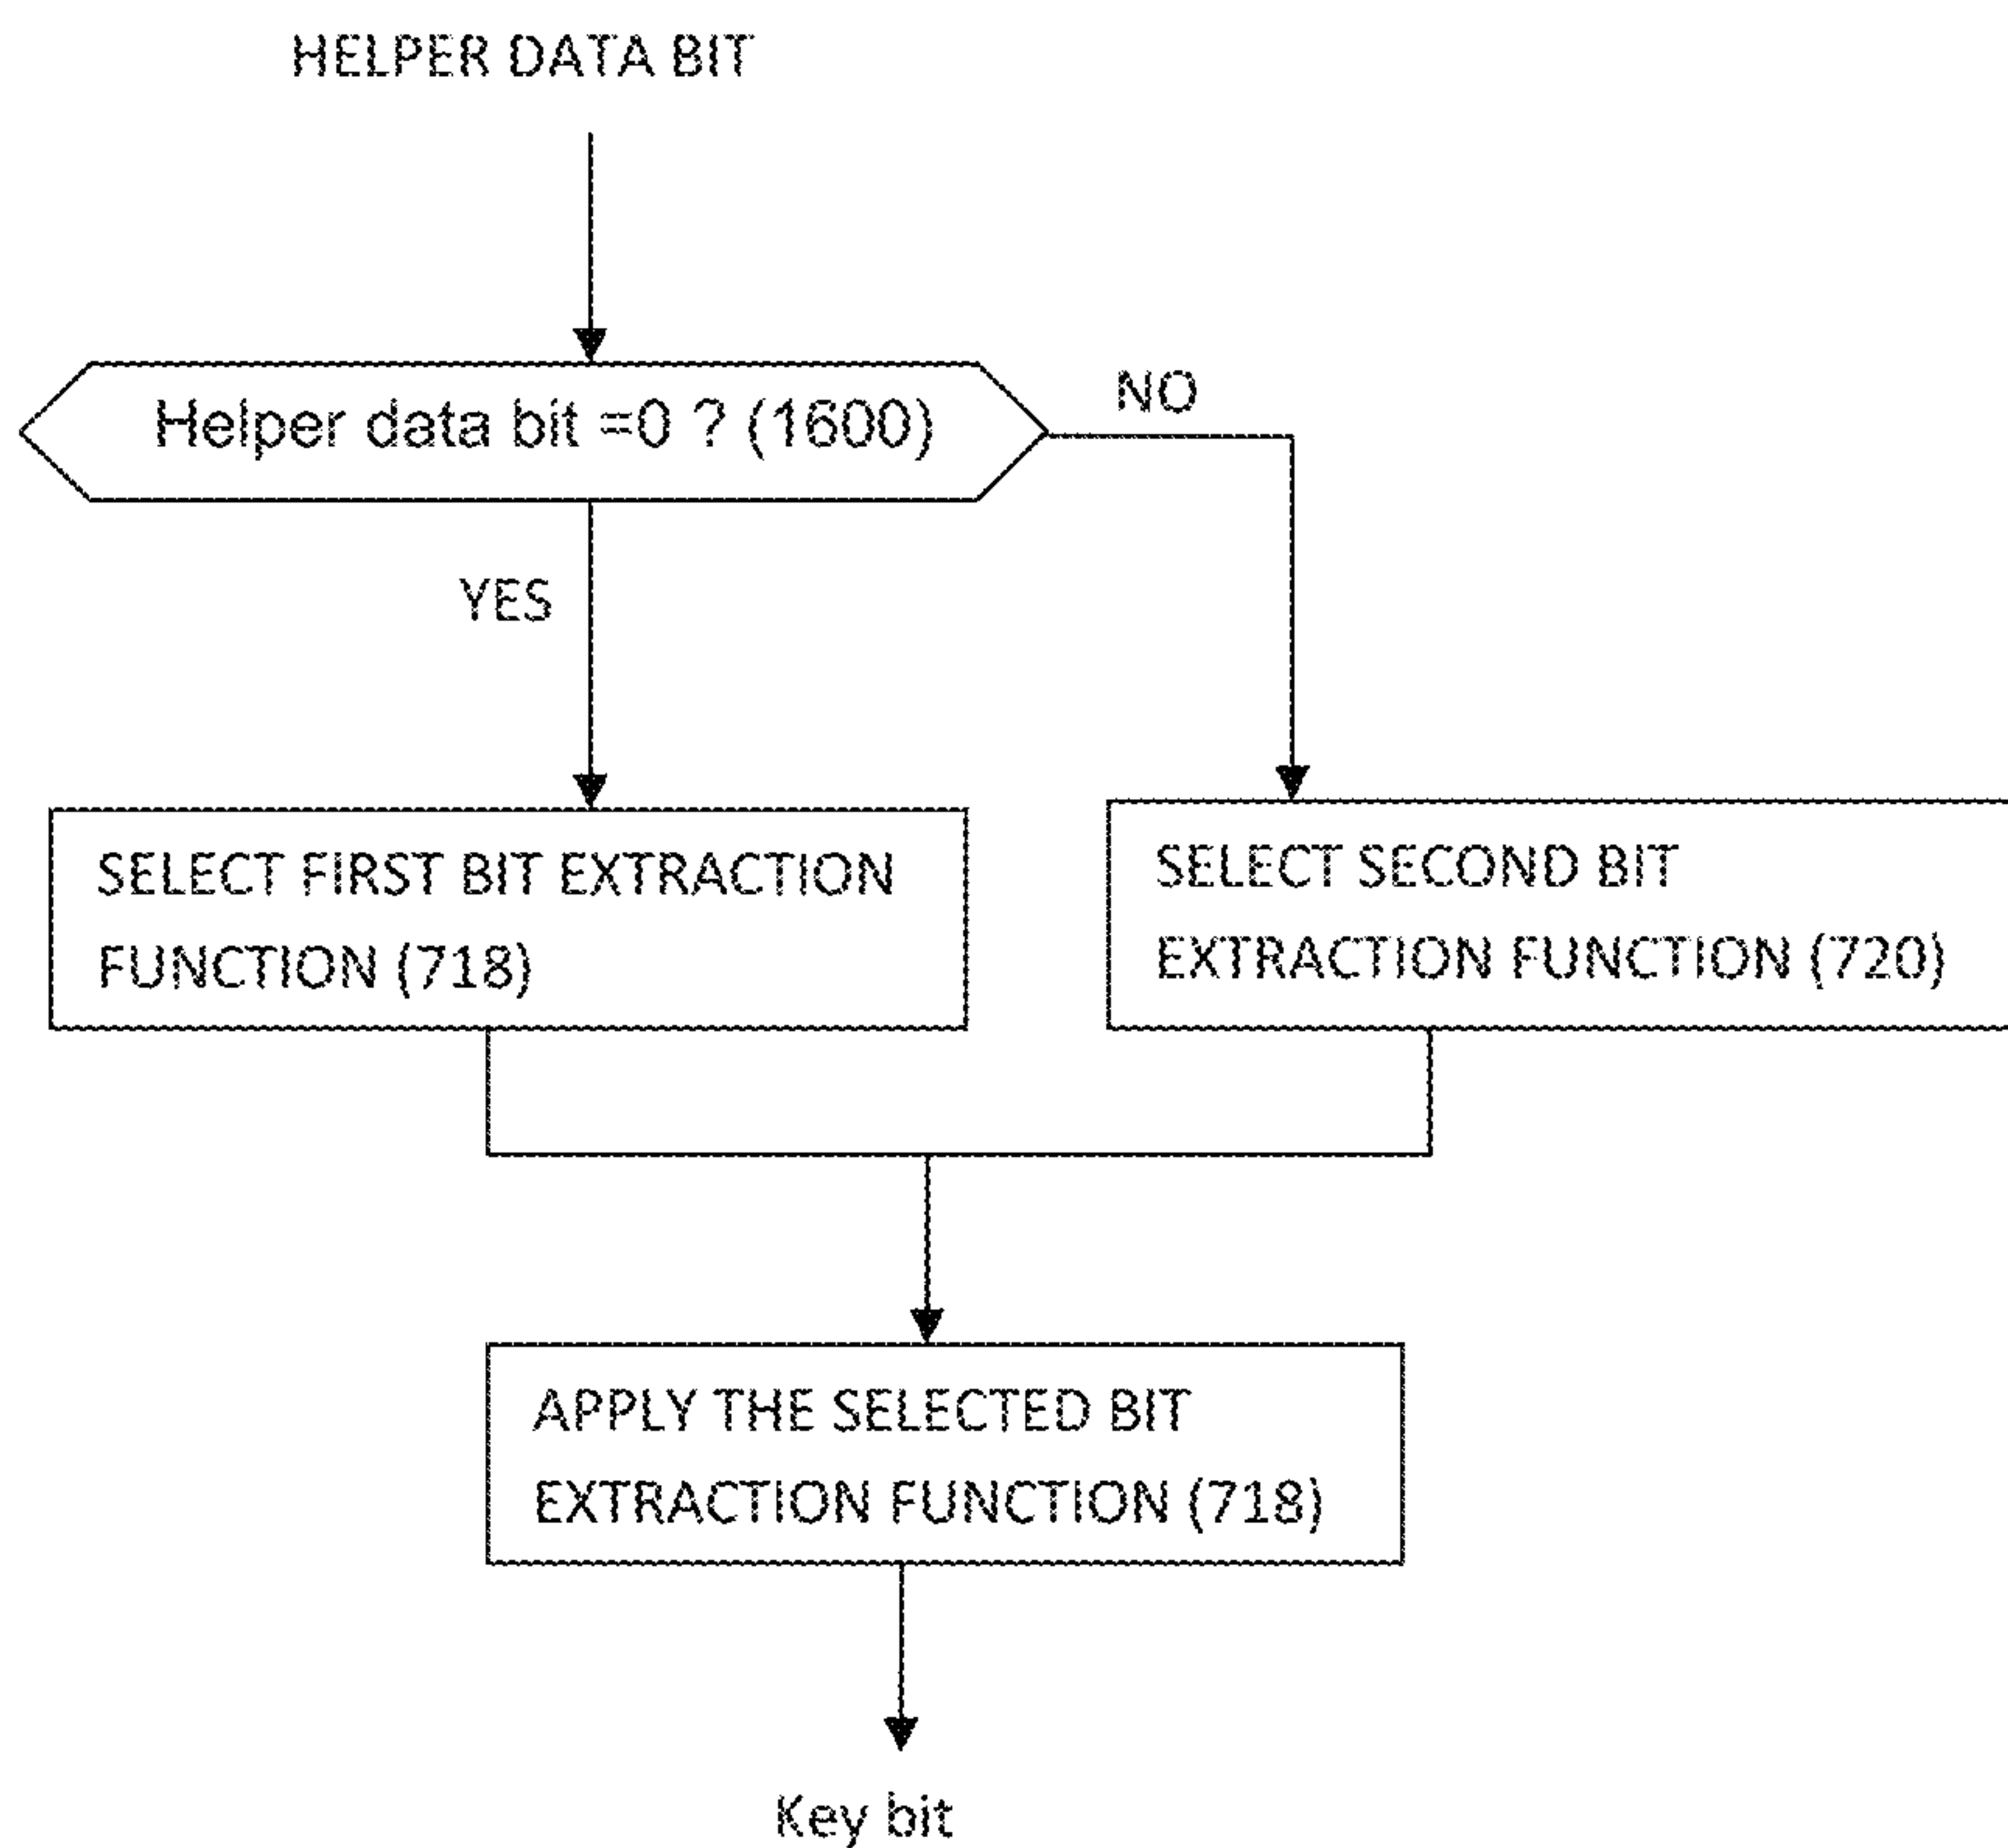 HELPER DATA BIT
Helper data bit =0 ? (1600)
NO
YES
SELECT FIRST BIT EXTRACTION
FUNCTION (718)
SELECT SECOND BIT
EXTRACTION FUNCTION (720)
APPLY THE SELECTED BIT
EXTRACTION FUNCTION (718)
Key bit